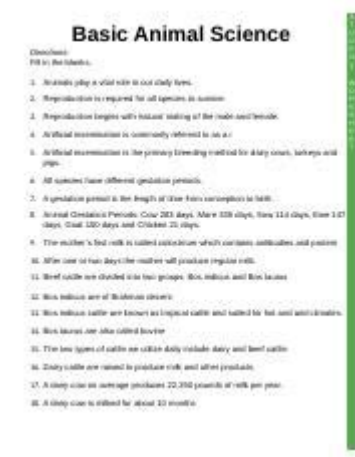 Basic Animal Science
Directions:
Fill in the blanks.
1. Animals play a vital role in our daily lives.
2. Reproduction is required for all species to survive.
3. Reproduction begins with natural mating of the male and female.
4. Artificial insemination is commonly referred to as a.i.
5. Artificial insemination is the primary breeding method for dairy cows, turkeys and
pigs.
6. All species have different gestation periods.
7. A gestation period is the length of time from conception to birth.
8. Animal Gestation Periods: Cow 283 days, Mare 336 days, Sow 114 days, Ewe 147
days, Goat 150 days and Chicken 21 days.
9. The mother's first milk is called colostrum which contains antibodies and protein
10. After one or two days the mother will produce regular milk.
11. Beef cattle are divided into two groups: Bos indicus and Bos taurus
12. Bos indicus are of Brahman descent
13. Bos indicus cattle are known as tropical cattle and suited for hot and arid climates.
14. Bos taurus are also called bovine
15. The two types of cattle we utilize daily include dairy and beef cattle
16. Dairy cattle are raised to produce milk and other products
17. A dairy cow on average produces 22,250 pounds of milk per year.
18. A dairy cow is milked for about 10 months